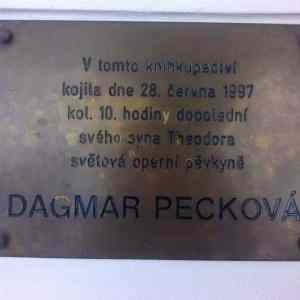 V tomto knihkupectví
kojila dne 28. června 1997
kol. 10. hodiny dopolední
svého syna Theodora
světová operní pěvkyně
DAGMAR PECKOVÁ